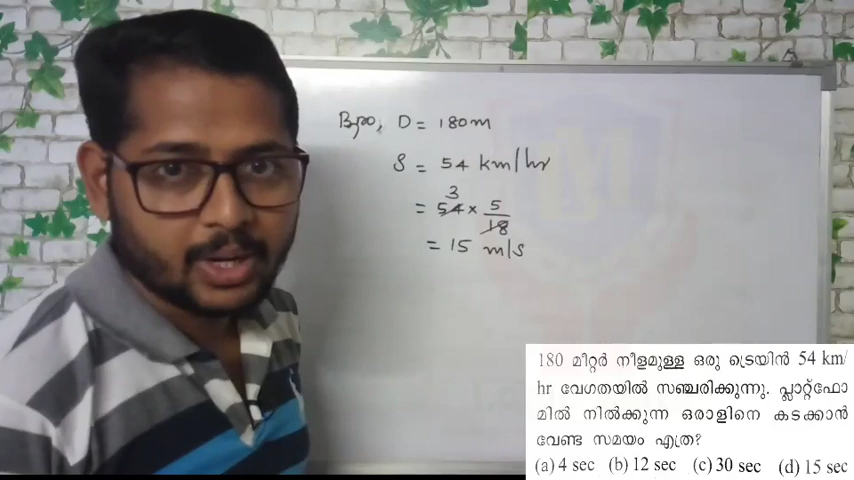 D = 180m
S = 54 km/hr
3
= 54 × 5/18
= 15 m/s
180 മീറ്റർ നീളമുള്ള ഒരു ട്രെയിൻ 54 km/
hr വേഗതയിൽ സഞ്ചരിക്കുന്നു. പ്ലാറ്റ്ഫോ
മിൽ നിൽക്കുന്ന ഒരാളിനെ കടക്കാൻ
വേണ്ട സമയം എത്ര?
(a) 4 sec (b) 12 sec (c) 30 sec (d) 15 sec